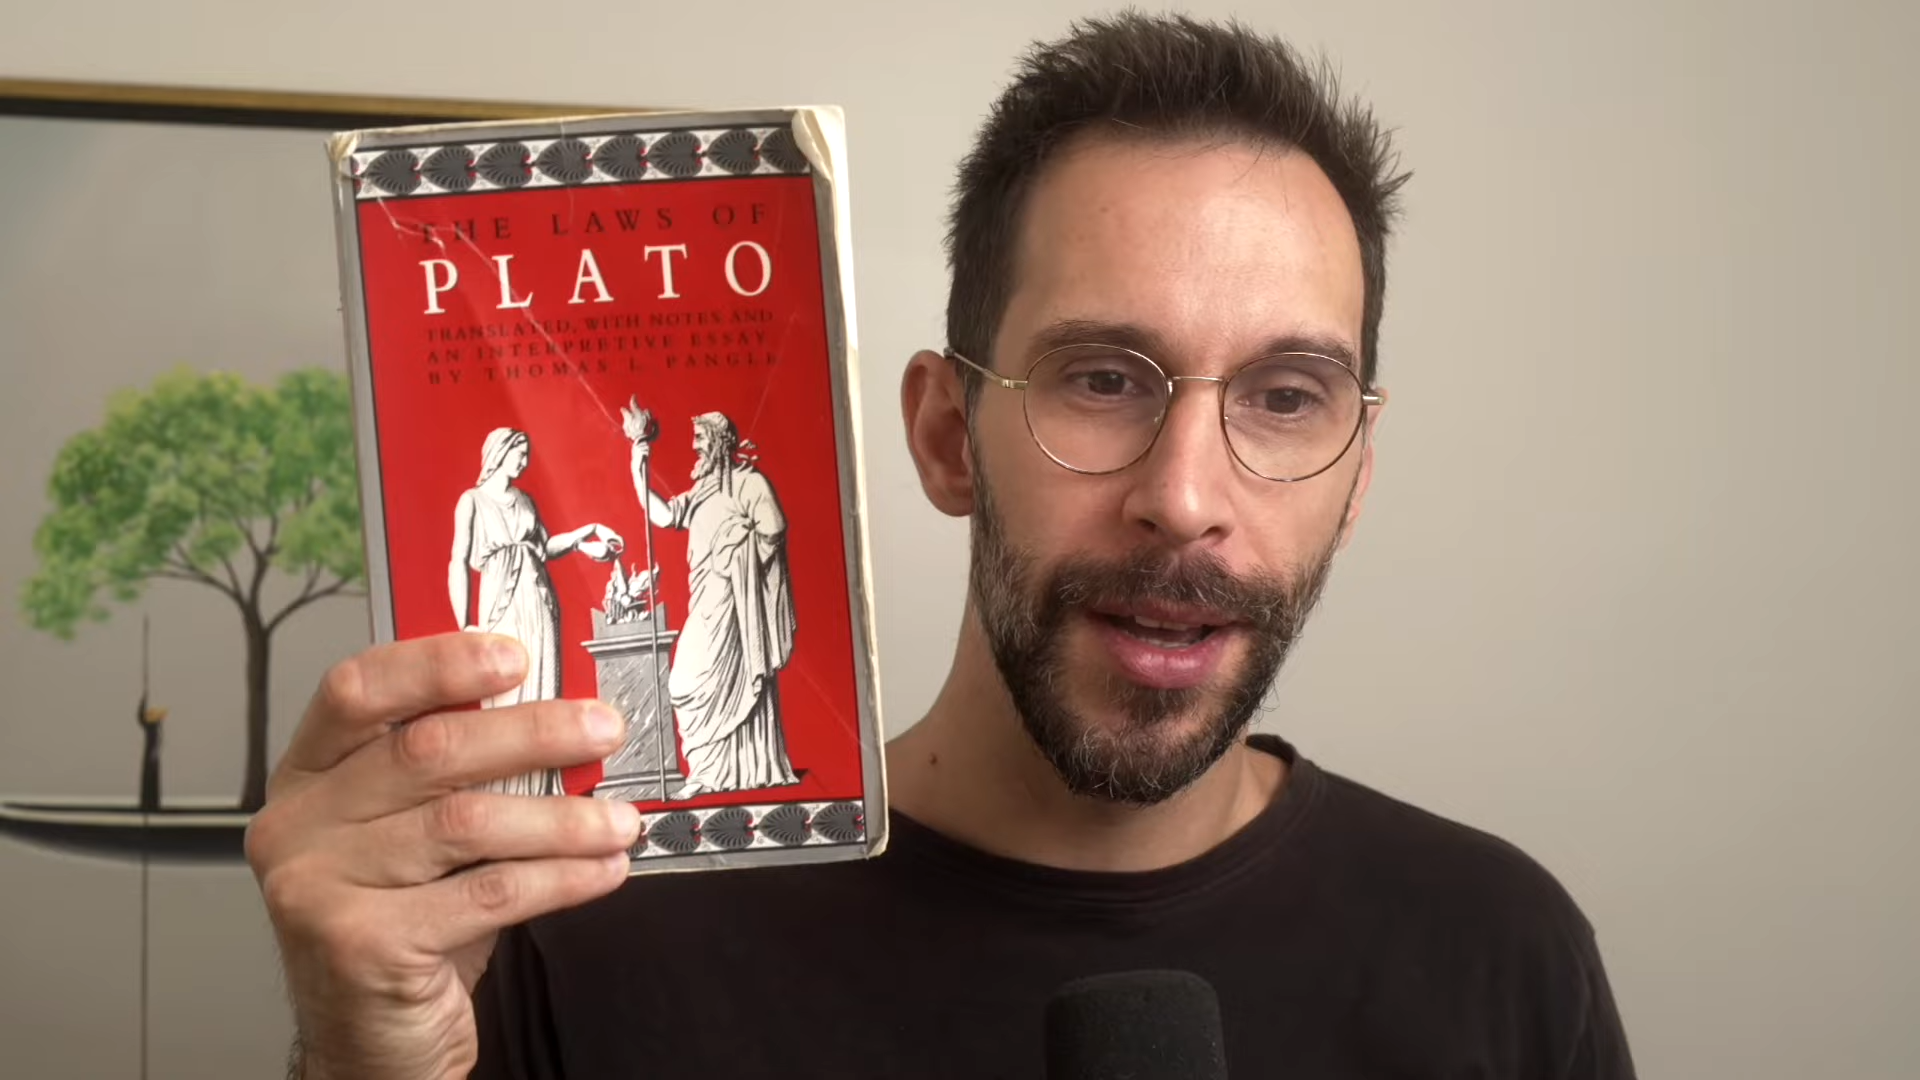 THE LAWS OF
PLATO
TRANSLATED, WITH NOTES AND
AN INTERPRETIVE ESSAY,
BY THOMAS L. PANGLE